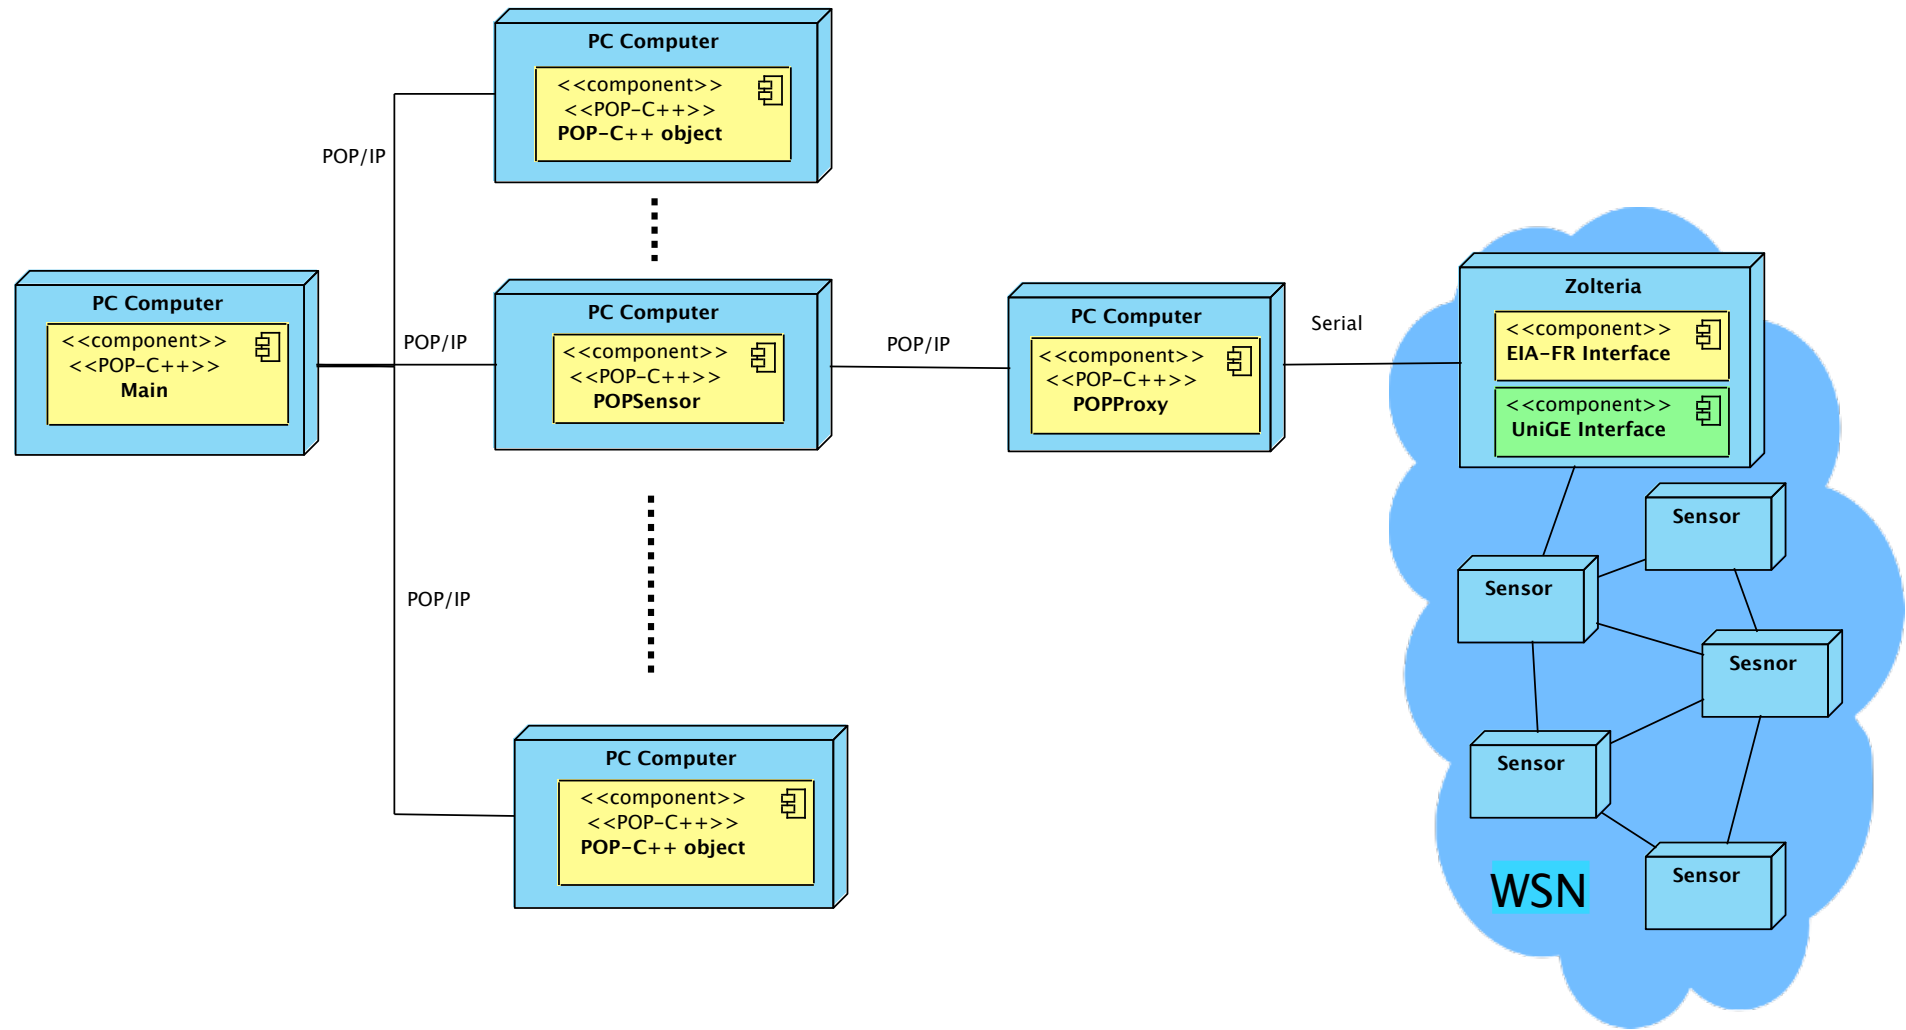 PC Computer
<<component>>
<<POP-C++>>
POP-C++ object
POP/IP
PC Computer
<<component>>
<<POP-C++>>
Main
POP/IP
PC Computer
<<component>>
<<POP-C++>>
POPSensor
POP/IP
PC Computer
<<component>>
<<POP-C++>>
POPProxy
Serial
Zolteria
<<component>>
EIA-FR Interface
<<component>>
UniGE Interface
Sensor
Sensor
Sesnor
Sensor
Sensor
WSN
POP/IP
PC Computer
<<component>>
<<POP-C++>>
POP-C++ object